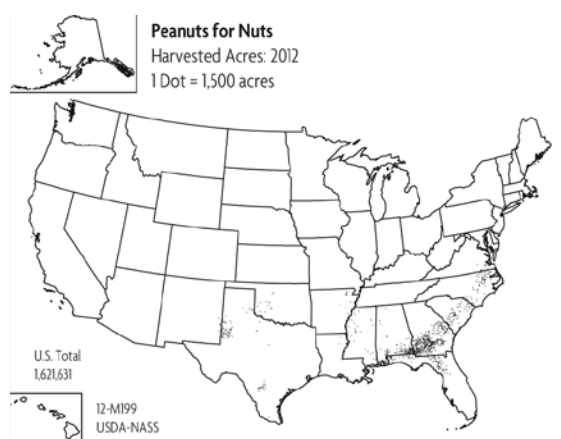 Peanuts for Nuts
Harvested Acres: 2012
1 Dot = 1,500 acres
U.S. Total
1,621,631
12-M199
USDA-NASS